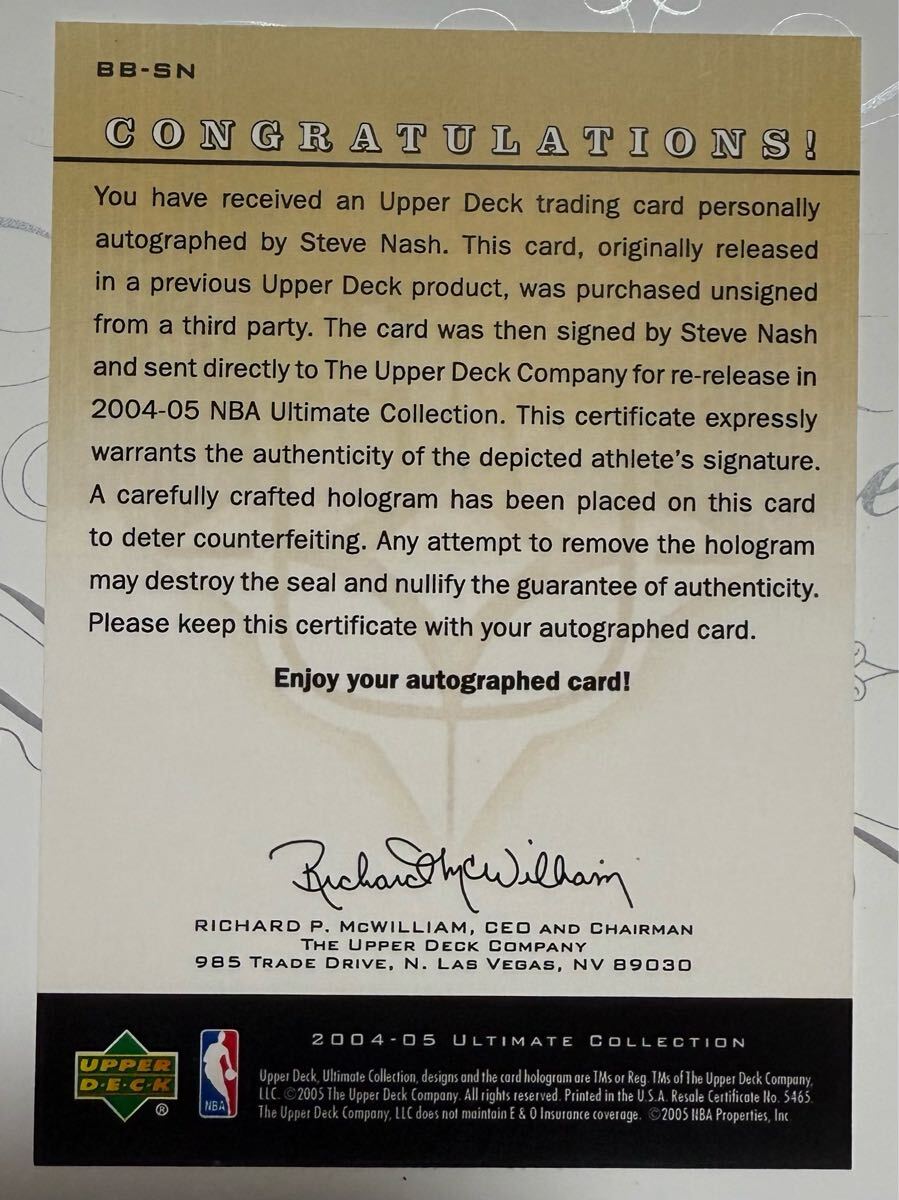 BB-SN
CONGRATULATIONS!
You have received an Upper Deck trading card personally
autographed by Steve Nash. This card, originally released
in a previous Upper Deck product, was purchased unsigned
from a third party. The card was then signed by Steve Nash
and sent directly to The Upper Deck Company for re-release in
2004-05 NBA Ultimate Collection. This certificate expressly
warrants the authenticity of the depicted athlete's signature.
A carefully crafted hologram has been placed on this card
to deter counterfeiting. Any attempt to remove the hologram
may destroy the seal and nullify the guarantee of authenticity.
Please keep this certificate with your autographed card.
Enjoy your autographed card!
Richard McWilliam
RICHARD P. McWILLIAM, CEO AND CHAIRMAN
THE UPPER DECK COMPANY
985 TRADE DRIVE, N. LAS VEGAS, NV 89030
2004-05 ULTIMATE COLLECTION
UPPER
D·E·C·K
®
NBA
Upper Deck, Ultimate Collection, designs and the card hologram are TMs or Reg. TMs of The Upper Deck Company,
LLC. ©2005 The Upper Deck Company. All rights reserved. Printed in the U.S.A. Resale Certificate No. 5465.
The Upper Deck Company, LLC does not maintain E & O Insurance coverage. ©2005 NBA Properties, Inc